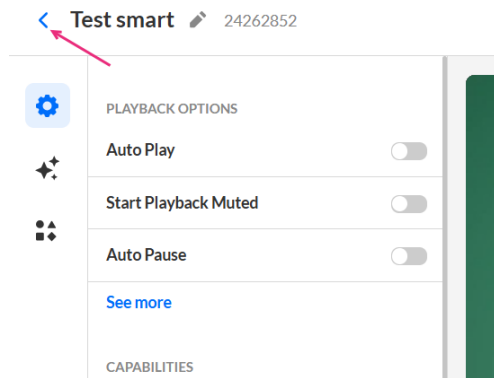 Test smart 24262852
PLAYBACK OPTIONS
Auto Play
Start Playback Muted
Auto Pause
See more
CAPABILITIES